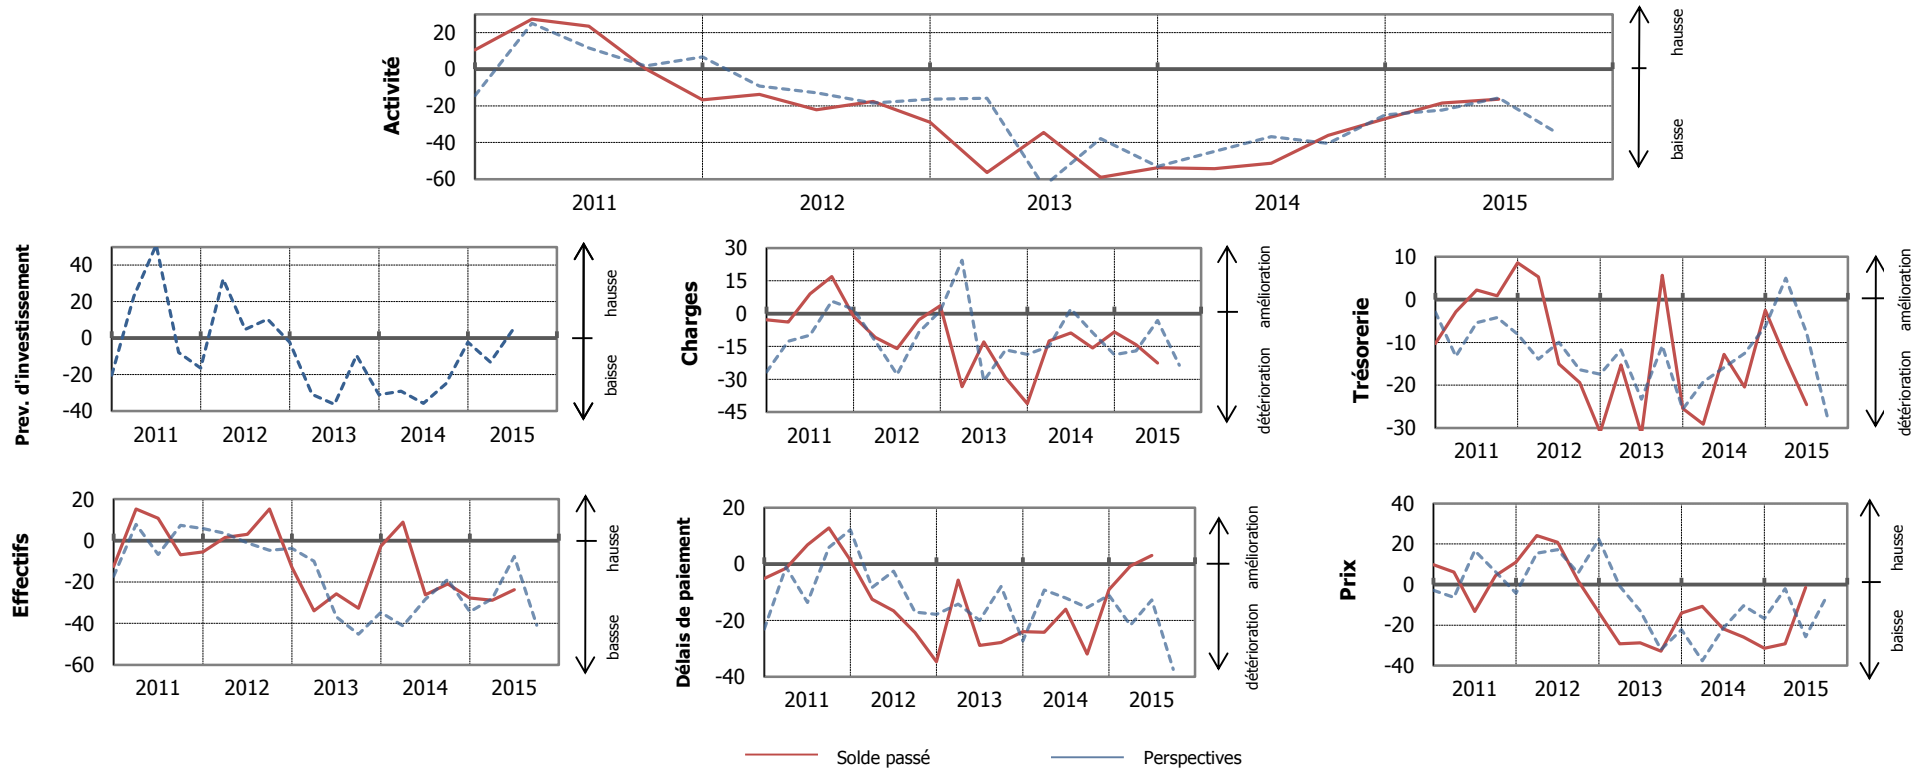 Activité
20
0
-20
-40
-60
2011 2012 2013 2014 2015
hausse
baisse
Prev. d'investissement
40
20
0
-20
-40
2011 2012 2013 2014 2015
hausse
baisse
Charges
30
15
0
-15
-30
-45
2011 2012 2013 2014 2015
amélioration
détérioration
Trésorerie
10
0
-10
-20
-30
2011 2012 2013 2014 2015
amélioration
détérioration
Effectifs
20
0
-20
-40
-60
2011 2012 2013 2014 2015
hausse
bassse
Délais de paiement
20
0
-20
-40
2011 2012 2013 2014 2015
amélioration
détérioration
Prix
40
20
0
-20
-40
2011 2012 2013 2014 2015
hausse
baisse
Solde passé Perspectives